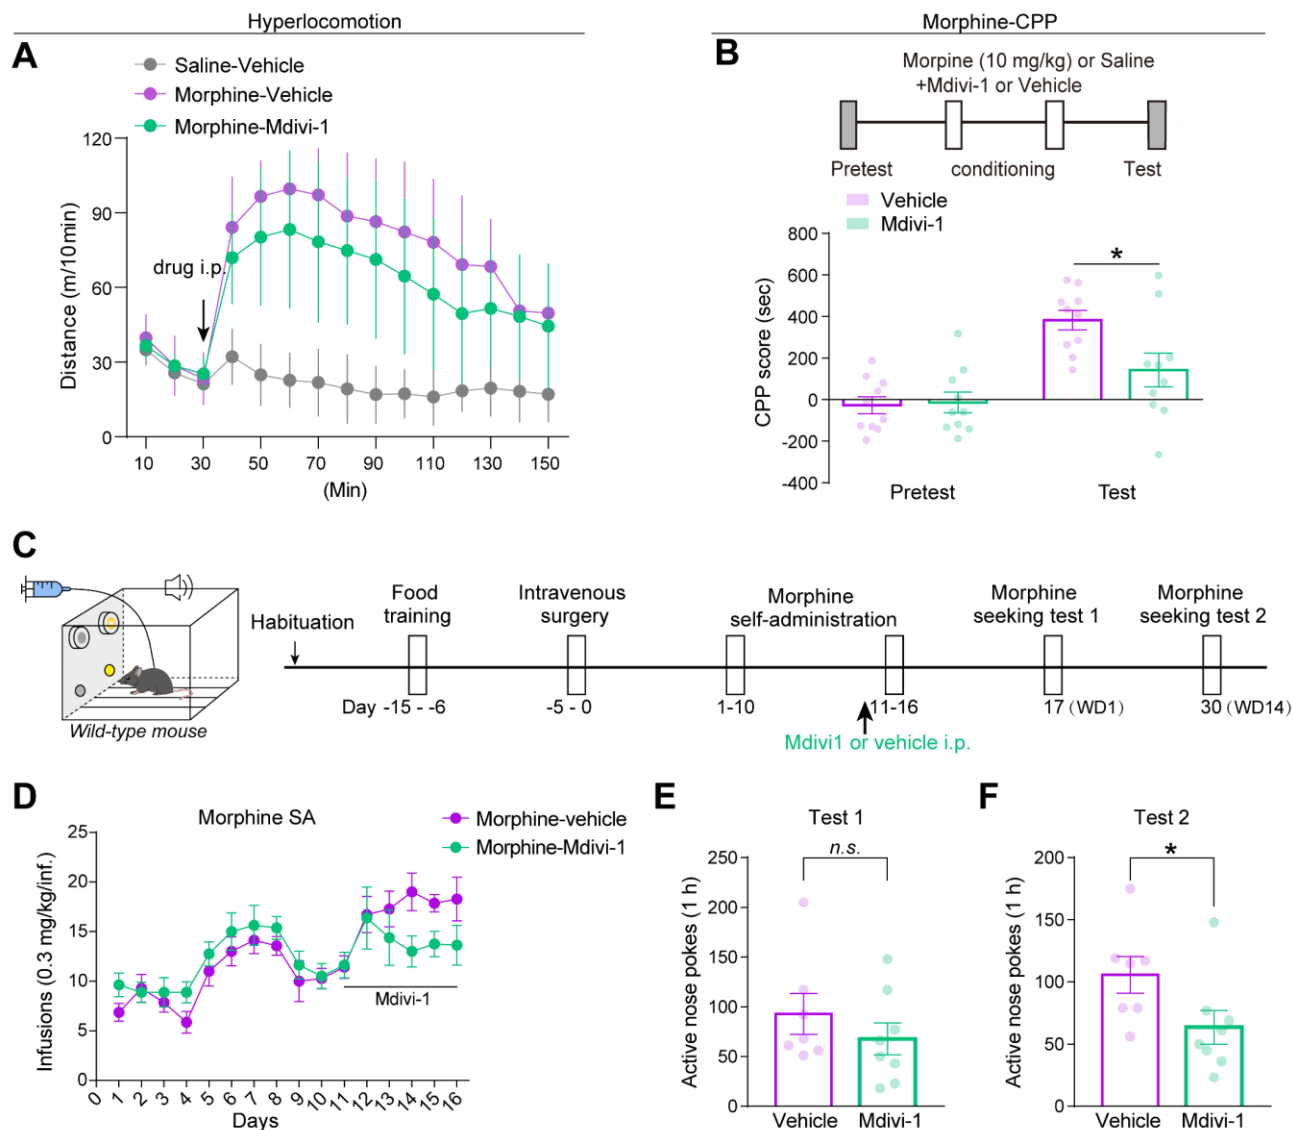 Hyperlocomotion
Morphine-CPP
A
Saline-Vehicle
Morphine-Vehicle
Morphine-Mdivi-1
120
90
60
30
0
Distance (m/10min)
drug i.p.
10 30 50 70 90 110 130 150
(Min)
B
Morpine (10 mg/kg) or Saline
+Mdivi-1 or Vehicle
Pretest conditioning Test
Vehicle
Mdivi-1
800
600
400
200
0
-200
-400
CPP score (sec)
*
Pretest Test
C
Wild-type mouse
Habituation
Food
training
Intravenous
surgery
Morphine
self-administration
Morphine
seeking test 1
Morphine
seeking test 2
Day -15 - -6 -5 - 0 1-10 11-16 17 (WD1) 30 (WD14)
Mdivi1 or vehicle i.p.
D
Morphine SA
Morphine-vehicle
Morphine-Mdivi-1
25
20
15
10
5
0
Infusions (0.3 mg/kg/inf.)
Mdivi-1
0 1 2 3 4 5 6 7 8 9 10 11 12 13 14 15 16
Days
E
Test 1
n.s.
250
200
150
100
50
0
Active nose pokes (1 h)
Vehicle Mdivi-1
F
Test 2
*
200
150
100
50
0
Active nose pokes (1 h)
Vehicle Mdivi-1